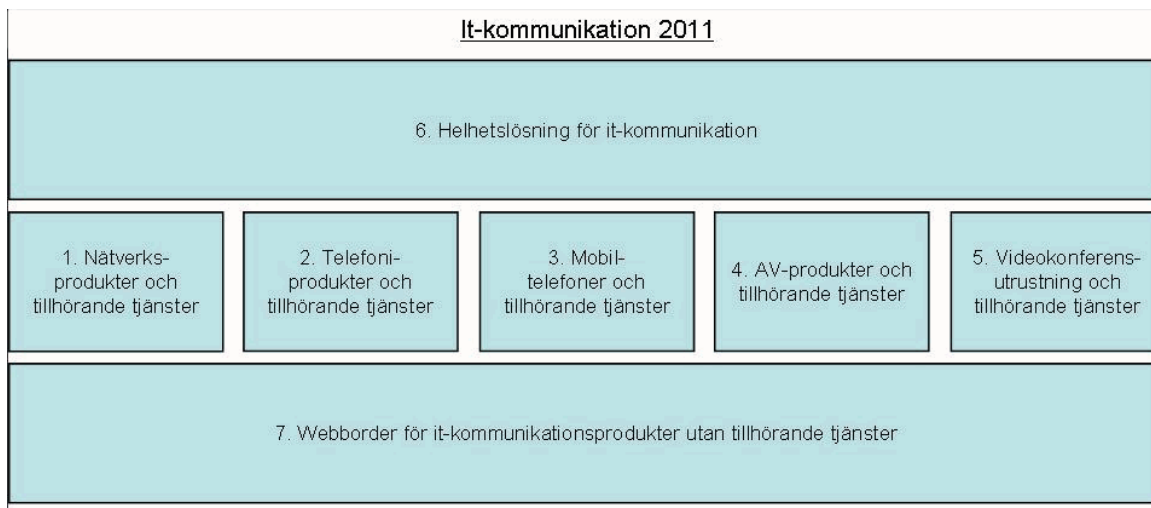 It-kommunikation 2011
6. Helhetslösning för it-kommunikation
1. Nätverks-
produkter och
tillhörande tjänster
2. Telefoni-
produkter och
tillhörande tjänster
3. Mobil-
telefoner och
tillhörande tjänster
4. AV-produkter och
tillhörande tjänster
5. Videokonferens-
utrustning och
tillhörande tjänster
7. Webborder för it-kommunikationsprodukter utan tillhörande tjänster